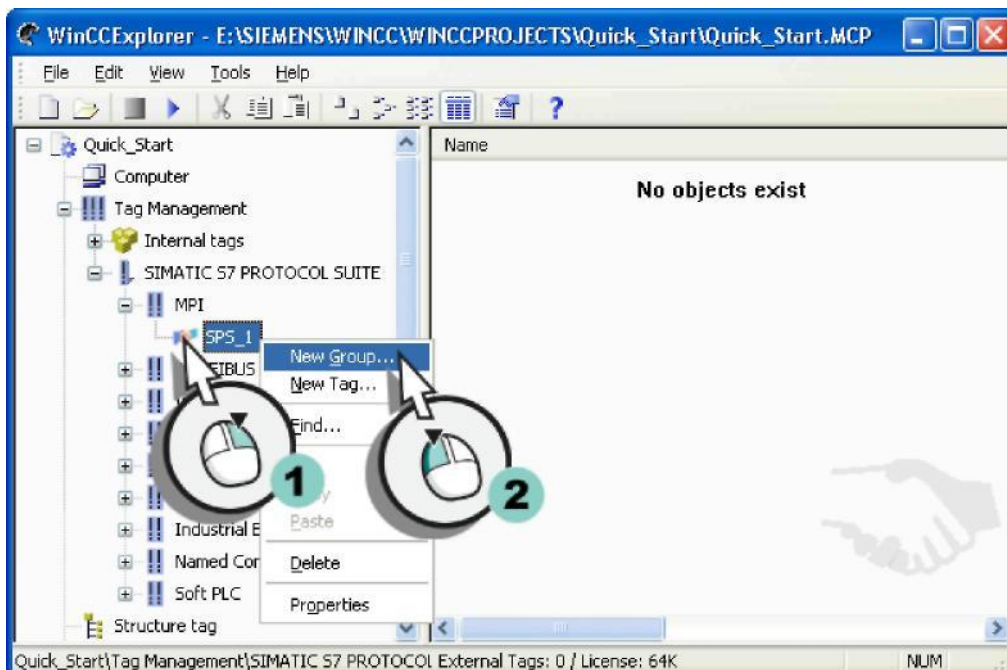 WinCCExplorer - E:\SIEMENS\WINCC\WINCCPROJECTS\Quick_Start\Quick_Start.MCP
File Edit View Tools Help
Quick_Start
Computer
Tag Management
Internal tags
SIMATIC S7 PROTOCOL SUITE
MPI
SPS_1
Industrial E
Named Con
Soft PLC
Structure tag
New Group...
New Tag...
Find...
Paste
Delete
Properties
1
2
Name
No objects exist
Quick_Start\Tag Management\SIMATIC S7 PROTOCOL External Tags: 0 / License: 64K
NUM